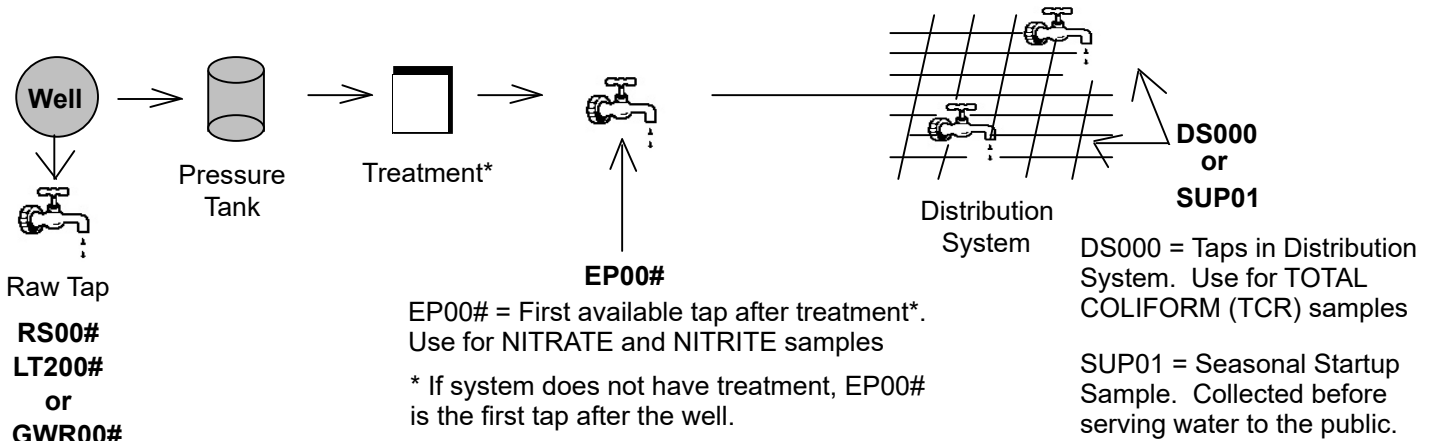 Well
Pressure
Tank
Treatment*
Raw Tap
RS00#
LT200#
or
GWR00#
EP00#
EP00# = First available tap after treatment*.
Use for NITRATE and NITRITE samples
* If system does not have treatment, EP00#
is the first tap after the well.
Distribution
System
DS000
or
SUP01
DS000 = Taps in Distribution
System. Use for TOTAL
COLIFORM (TCR) samples
SUP01 = Seasonal Startup
Sample. Collected before
serving water to the public.